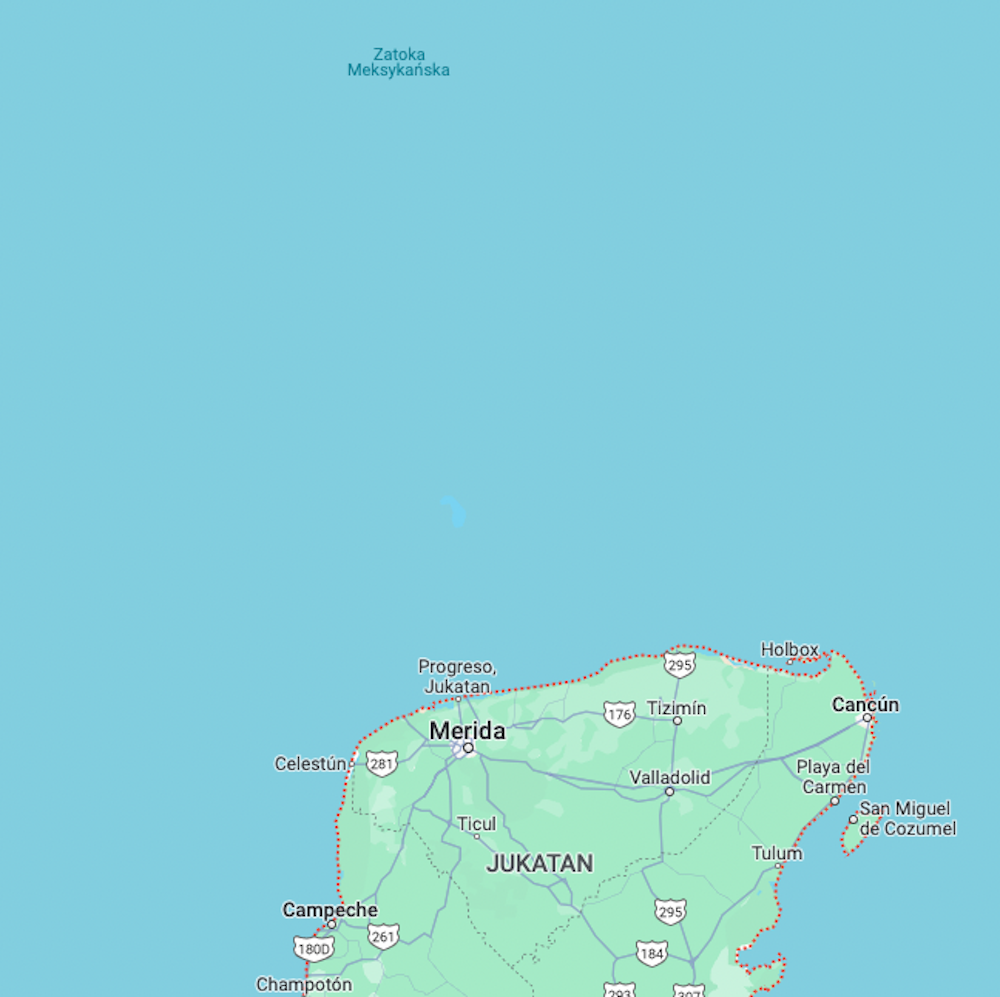 Zatoka
Meksykańska
Holbox
295
Progreso,
Jukatan
Cancún
Tizimín
176
Merida
Celestún
281
Playa del
Carmen
Valladolid
San Miguel
de Cozumel
Ticul
Tulum
JUKATAN
Campeche
295
261
180D
184
Champotón
293
307